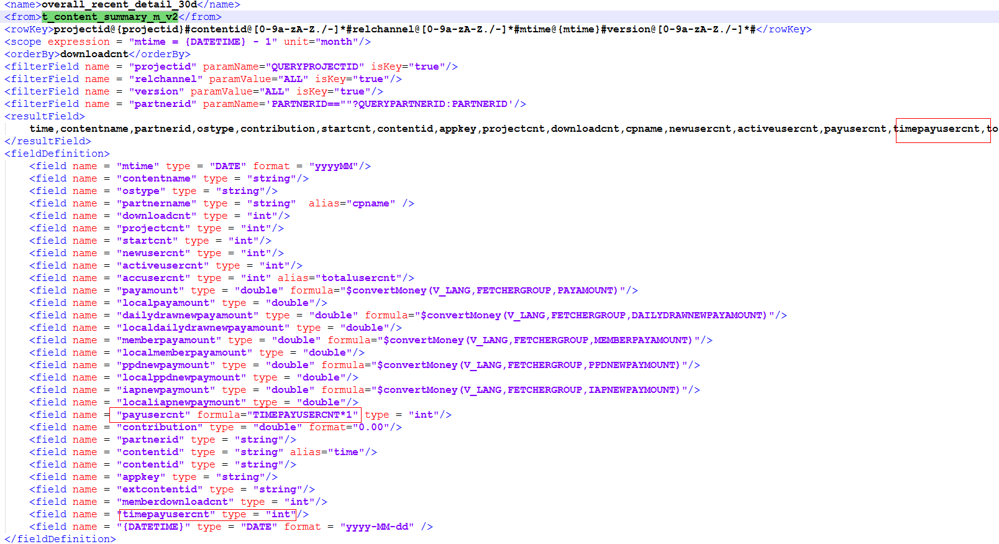 <name>overall_recent_detail_30d</name>
<from>t_content_summary_m_v2</from>
<rowKey>projectid@{projectid}#contentid@[0-9a-zA-Z./-]*#relchannel@[0-9a-zA-Z./-]*#mtime@{mtime}#version@[0-9a-zA-Z./-]*#</rowKey>
<scope expression = "mtime = {DATETIME} - 1" unit="month"/>
<orderBy>downloadcnt</orderBy>
<filterField name = "projectid" paramName="QUERYPROJECTID" isKey="true"/>
<filterField name = "relchannel" paramValue="ALL" isKey="true"/>
<filterField name = "version" paramValue="ALL" isKey="true"/>
<filterField name = "partnerid" paramName='PARTNERID==""?QUERYPARTNERID:PARTNERID'/>
<resultField>
time,contentname,partnerid,ostype,contribution,startcnt,contentid,appkey,projectcnt,downloadcnt,cpname,newusercnt,activeusercnt,payusercnt,timepayusercnt,to
</resultField>
<fieldDefinition>
<field name = "mtime" type = "DATE" format = "yyyyMM"/>
<field name = "contentname" type = "string"/>
<field name = "ostype" type = "string"/>
<field name = "partnername" type = "string"  alias="cpname" />
<field name = "downloadcnt" type = "int"/>
<field name = "projectcnt" type = "int"/>
<field name = "startcnt" type = "int"/>
<field name = "newusercnt" type = "int"/>
<field name = "activeusercnt" type = "int"/>
<field name = "accusercnt" type = "int" alias="totalusercnt"/>
<field name = "payamount" type = "double" formula="$convertMoney(V_LANG,FETCHERGROUP,PAYAMOUNT)"/>
<field name = "localpayamount" type = "double"/>
<field name = "dailydrawnewpayamount" type = "double" formula="$convertMoney(V_LANG,FETCHERGROUP,DAILYDRAWNEWPAYAMOUNT)"/>
<field name = "localdailydrawnewpayamount" type = "double"/>
<field name = "memberpayamount" type = "double" formula="$convertMoney(V_LANG,FETCHERGROUP,MEMBERPAYAMOUNT)"/>
<field name = "localmemberpayamount" type = "double"/>
<field name = "ppdnewpaymount" type = "double" formula="$convertMoney(V_LANG,FETCHERGROUP,PPDNEWPAYMOUNT)"/>
<field name = "localppdnewpaymount" type = "double"/>
<field name = "iapnewpaymount" type = "double" formula="$convertMoney(V_LANG,FETCHERGROUP,IAPNEWPAYMOUNT)"/>
<field name = "localiapnewpaymount" type = "double"/>
<field name = "payusercnt" formula="TIMEPAYUSERCNT*1" type = "int"/>
<field name = "contribution" type = "double" format="0.00"/>
<field name = "partnerid" type = "string"/>
<field name = "contentid" type = "string" alias="time"/>
<field name = "contentid" type = "string"/>
<field name = "appkey" type = "string"/>
<field name = "extcontentid" type = "string"/>
<field name = "memberdownloadcnt" type = "int"/>
<field name = "timepayusercnt" type = "int"/>
<field name = "{DATETIME}" type = "DATE" format = "yyyy-MM-dd" />
</fieldDefinition>